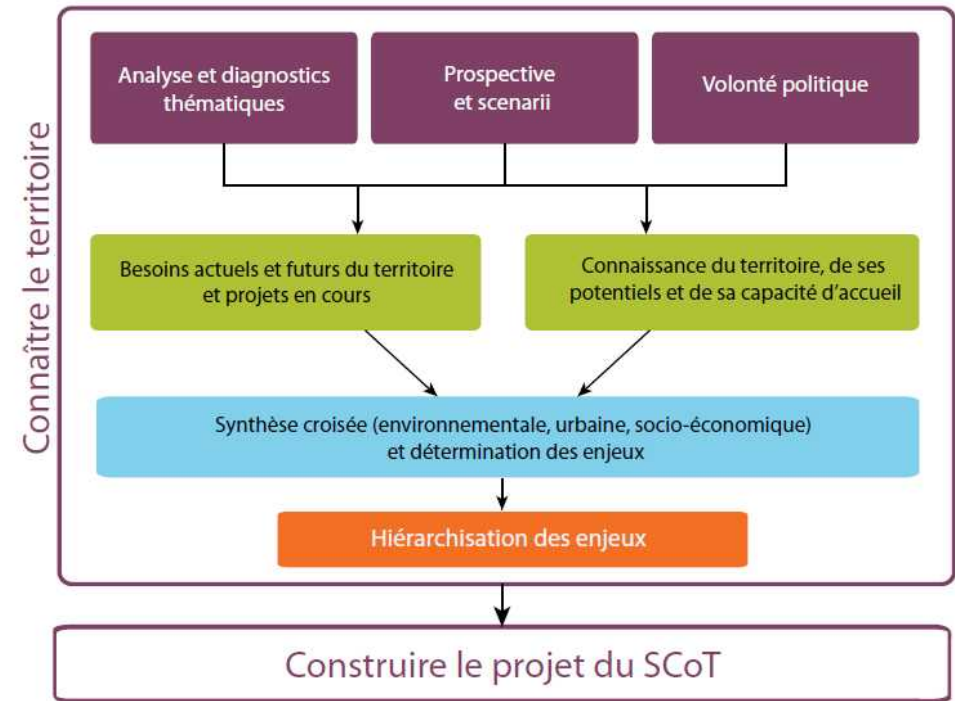 Connaître le territoire
Analyse et diagnostics
thématiques
Prospective
et scenarii
Volonté politique
Besoins actuels et futurs du territoire
et projets en cours
Connaissance du territoire, de ses
potentiels et de sa capacité d'accueil
Synthèse croisée (environnementale, urbaine, socio-économique)
et détermination des enjeux
Hiérarchisation des enjeux
Construire le projet du SCoT